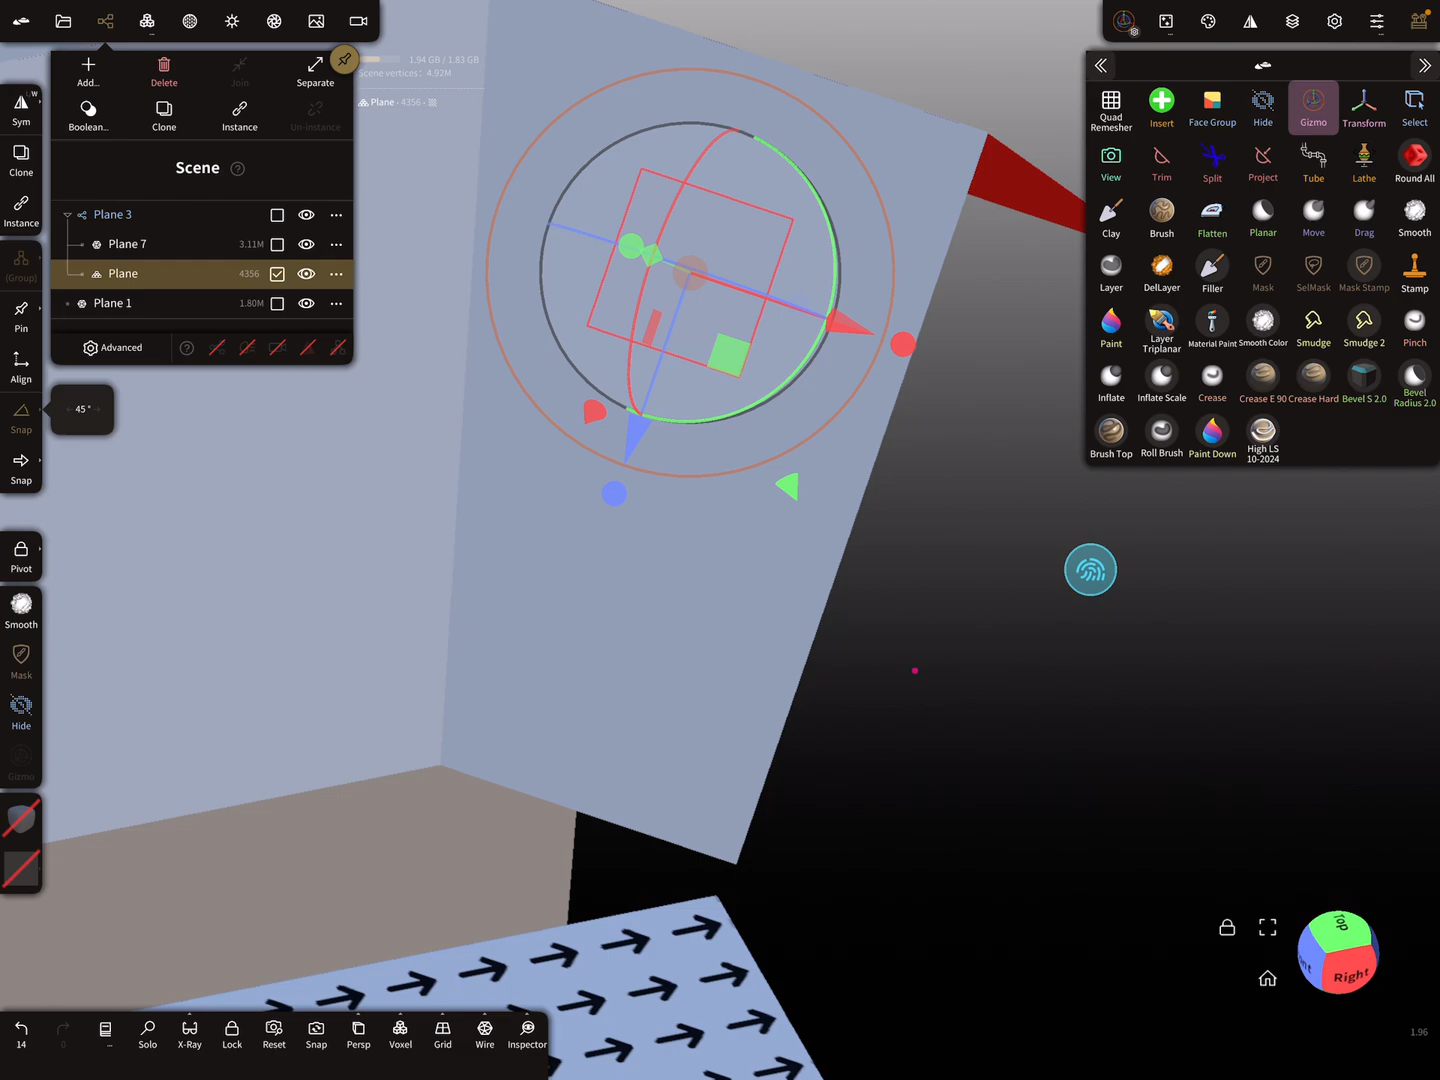 1.94 GB / 1.83 GB
Scene vertices: 4.92M
Plane · 4356 ·
Add...
Delete
Join
Separate
Boolean...
Clone
Instance
Un-instance
Scene ?
Plane 3
Plane 7 3.11M
Plane 4356
Plane 1 1.80M
Advanced ?
Sym
Clone
Instance
(Group)
Pin
Align
Snap
45 °
Snap
Pivot
Smooth
Mask
Hide
Gizmo
Quad Remesher
Insert
Face Group
Hide
Gizmo
Transform
Select
View
Trim
Split
Project
Tube
Lathe
Round All
Clay
Brush
Flatten
Planar
Move
Drag
Smooth
Layer
DelLayer
Filler
Mask
SelMask
Mask Stamp
Stamp
Paint
Layer Triplanar
Material Paint
Smooth Color
Smudge
Smudge 2
Pinch
Inflate
Inflate Scale
Crease
Crease E 90
Crease Hard
Bevel S 2.0
Bevel Radius 2.0
Brush Top
Roll Brush
Paint Down
High LS 10-2024
Top
Right
1.96
14
0
...
Solo
X-Ray
Lock
Reset
Snap
Persp
Voxel
Grid
Wire
Inspector